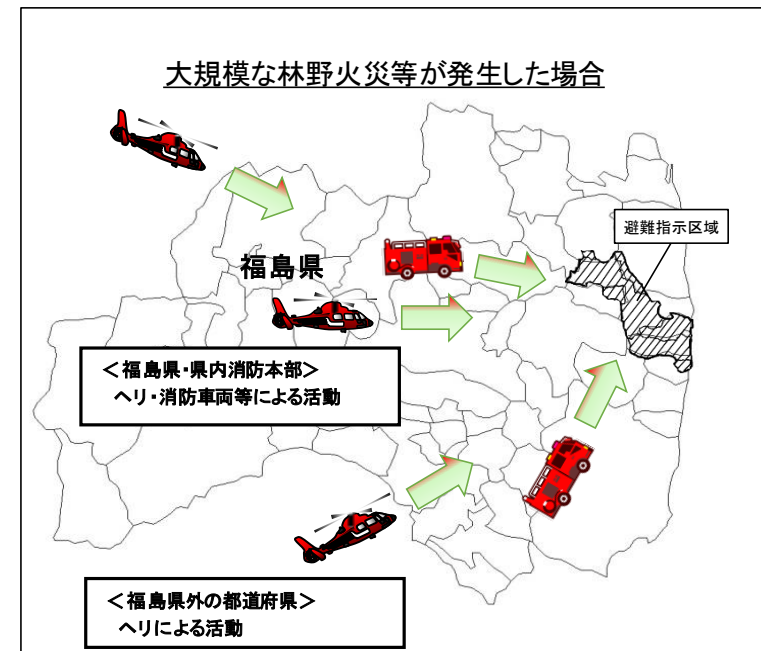 大規模な林野火災等が発生した場合
避難指示区域
福島県
＜福島県・県内消防本部＞
ヘリ・消防車両等による活動
＜福島県外の都道府県＞
ヘリによる活動